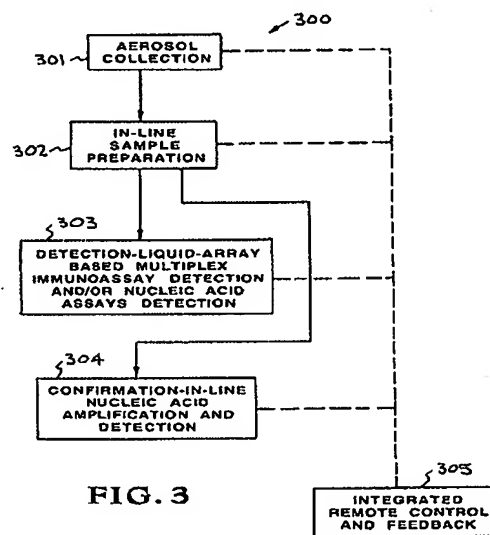 300
301
AEROSOL
COLLECTION
302
IN-LINE
SAMPLE
PREPARATION
303
DETECTION-LIQUID-ARRAY
BASED MULTIPLEX
IMMUNOASSAY DETECTION
AND/OR NUCLEIC ACID
ASSAYS DETECTION
304
CONFIRMATION-IN-LINE
NUCLEIC ACID
AMPLIFICATION AND
DETECTION
305
INTEGRATED
REMOTE CONTROL
AND FEEDBACK
FIG. 3